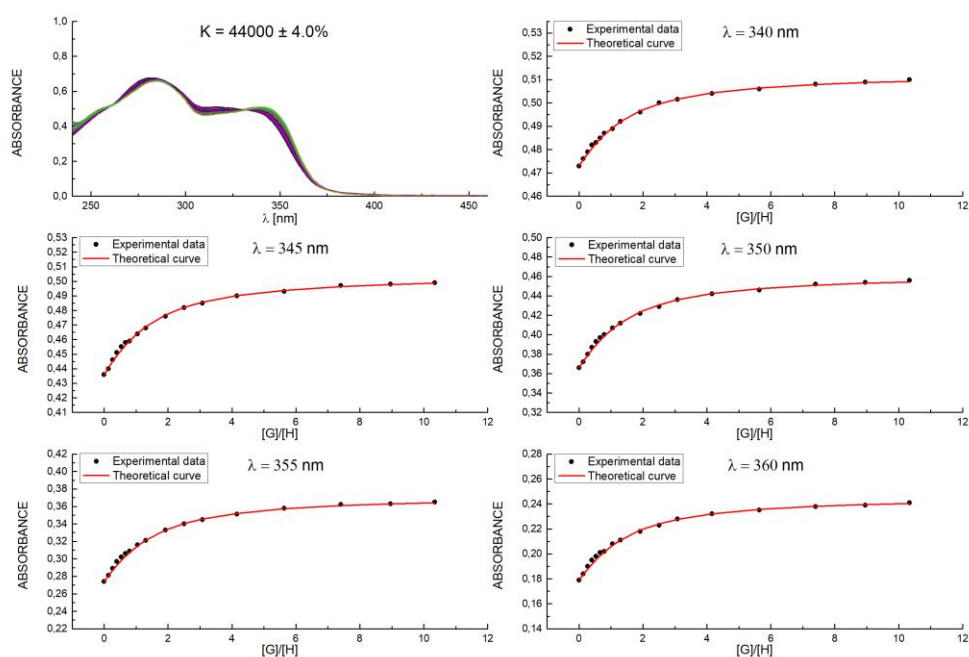 K = 44000 ± 4.0%
ABSORBANCE
1,0
0,8
0,6
0,4
0,2
0,0
250 300 350 400 450
λ [nm]
Experimental data
Theoretical curve
λ = 340 nm
ABSORBANCE
0,53
0,52
0,51
0,50
0,49
0,48
0,47
0,46
0 2 4 6 8 10 12
[G]/[H]
Experimental data
Theoretical curve
λ = 345 nm
ABSORBANCE
0,53
0,52
0,51
0,50
0,49
0,48
0,47
0,46
0,45
0,44
0,43
0,42
0,41
0 2 4 6 8 10 12
[G]/[H]
Experimental data
Theoretical curve
λ = 350 nm
ABSORBANCE
0,50
0,48
0,46
0,44
0,42
0,40
0,38
0,36
0,34
0,32
0 2 4 6 8 10 12
[G]/[H]
Experimental data
Theoretical curve
λ = 355 nm
ABSORBANCE
0,42
0,40
0,38
0,36
0,34
0,32
0,30
0,28
0,26
0,24
0,22
0 2 4 6 8 10 12
[G]/[H]
Experimental data
Theoretical curve
λ = 360 nm
ABSORBANCE
0,28
0,26
0,24
0,22
0,20
0,18
0,16
0,14
0 2 4 6 8 10 12
[G]/[H]